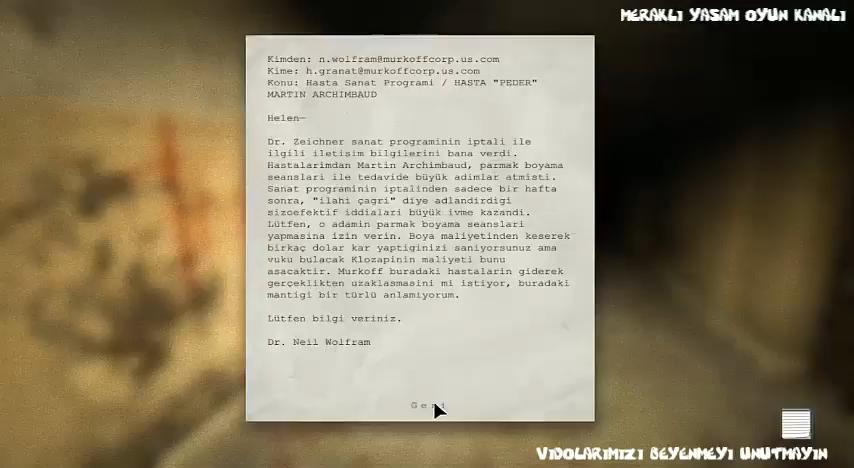 MERAKLI YASAM OYUN KANALI
Kimden: n.wolfram@murkoffcorp.us.com
Kime: h.granat@murkoffcorp.us.com
Konu: Hasta Sanat Programi / HASTA "PEDER"
MARTIN ARCHIMBAUD
Helen—
Dr. Zeichner sanat programinin iptali ile
ilgili iletisim bilgilerini bana verdi.
Hastalarimdan Martin Archimbaud, parmak boyama
seanslari ile tedavide büyük adimlar atmisti.
Sanat programinin iptalinden sadece bir hafta
sonra, "ilahi çagri" diye adlandirdigi
sizoefektif iddialari büyük ivme kazandi.
Lütfen, o adamin parmak boyama seanslari
yapmasina izin verin. Boya maliyetinden keserek
birkaç dolar kar yaptiginizi saniyorsunuz ama
vuku bulacak Klozapinin maliyeti bunu
asacaktir. Murkoff buradaki hastalarin giderek
gerçeklikten uzaklasmasini mi istiyor, buradaki
mantigi bir türlü anlamiyorum.
Lütfen bilgi veriniz.
Dr. Neil Wolfram
Geri
VIDOLARIMIZI BEYENMEYI UNUTMAYIN